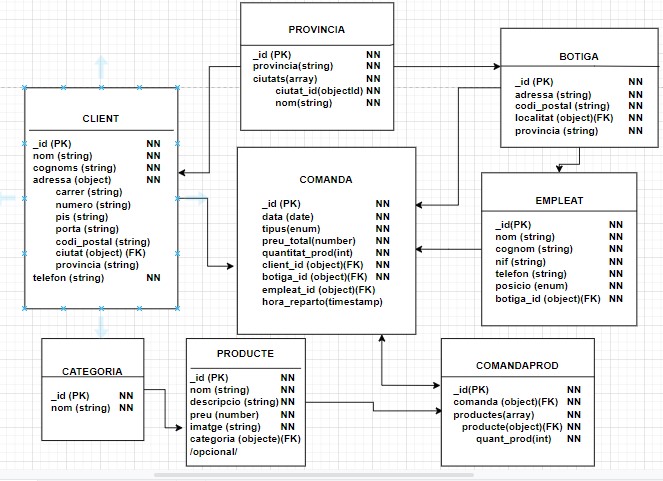 PROVINCIA
_id (PK) NN
provincia(string) NN
ciutats(array) NN
ciutat_id(objectId) NN
nom(string) NN
BOTIGA
_id (PK) NN
adressa (string) NN
codi_postal (string) NN
localitat (object)(FK) NN
provincia (string) NN
CLIENT
_id (PK) NN
nom (string) NN
cognoms (string) NN
adressa (object) NN
carrer (string)
numero (string)
pis (string)
porta (string)
codi_postal (string)
ciutat (object) (FK)
provincia (string)
telefon (string) NN
COMANDA
_id (PK) NN
data (date) NN
tipus(enum) NN
preu_total(number) NN
quantitat_prod(int) NN
client_id (object)(FK) NN
botiga_id (object)(FK) NN
empleat_id (object)(FK)
hora_reparto(timestamp)
EMPLEAT
_id(PK) NN
nom (string) NN
cognom (string) NN
nif (string) NN
telefon (string) NN
posicio (enum) NN
botiga_id (object)(FK) NN
CATEGORIA
_id (PK) NN
nom (string) NN
PRODUCTE
_id (PK) NN
nom (string) NN
descripcio (string) NN
preu (number) NN
imatge (string) NN
categoria (objecte)(FK)
/opcional/
COMANDAPROD
_id(PK) NN
comanda (object)(FK) NN
productes(array) NN
producte(object)(FK) NN
quant_prod(int) NN